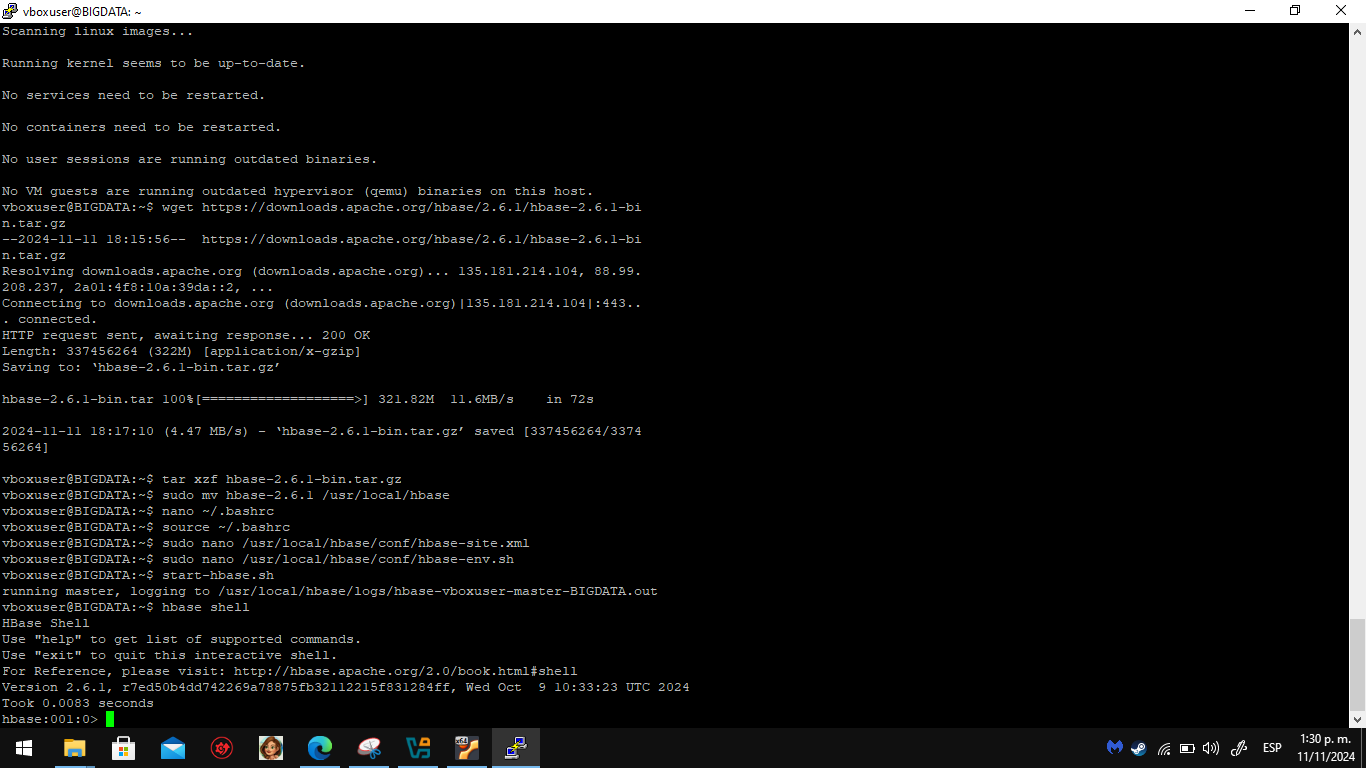 vboxuser@BIGDATA: ~
Scanning linux images...
Running kernel seems to be up-to-date.
No services need to be restarted.
No containers need to be restarted.
No user sessions are running outdated binaries.
No VM guests are running outdated hypervisor (qemu) binaries on this host.
vboxuser@BIGDATA:~$ wget https://downloads.apache.org/hbase/2.6.1/hbase-2.6.1-bi
n.tar.gz
--2024-11-11 18:15:56--  https://downloads.apache.org/hbase/2.6.1/hbase-2.6.1-bi
n.tar.gz
Resolving downloads.apache.org (downloads.apache.org)... 135.181.214.104, 88.99.
208.237, 2a01:4f8:10a:39da::2, ...
Connecting to downloads.apache.org (downloads.apache.org)|135.181.214.104|:443..
. connected.
HTTP request sent, awaiting response... 200 OK
Length: 337456264 (322M) [application/x-gzip]
Saving to: ‘hbase-2.6.1-bin.tar.gz’
hbase-2.6.1-bin.tar 100%[===================>] 321.82M  11.6MB/s    in 72s
2024-11-11 18:17:10 (4.47 MB/s) - ‘hbase-2.6.1-bin.tar.gz’ saved [337456264/3374
56264]
vboxuser@BIGDATA:~$ tar xzf hbase-2.6.1-bin.tar.gz
vboxuser@BIGDATA:~$ sudo mv hbase-2.6.1 /usr/local/hbase
vboxuser@BIGDATA:~$ nano ~/.bashrc
vboxuser@BIGDATA:~$ source ~/.bashrc
vboxuser@BIGDATA:~$ sudo nano /usr/local/hbase/conf/hbase-site.xml
vboxuser@BIGDATA:~$ sudo nano /usr/local/hbase/conf/hbase-env.sh
vboxuser@BIGDATA:~$ start-hbase.sh
running master, logging to /usr/local/hbase/logs/hbase-vboxuser-master-BIGDATA.out
vboxuser@BIGDATA:~$ hbase shell
HBase Shell
Use "help" to get list of supported commands.
Use "exit" to quit this interactive shell.
For Reference, please visit: http://hbase.apache.org/2.0/book.html#shell
Version 2.6.1, r7ed50b4dd742269a78875fb32112215f831284ff, Wed Oct  9 10:33:23 UTC 2024
Took 0.0083 seconds
hbase:001:0>
ESP
1:30 p. m.
11/11/2024